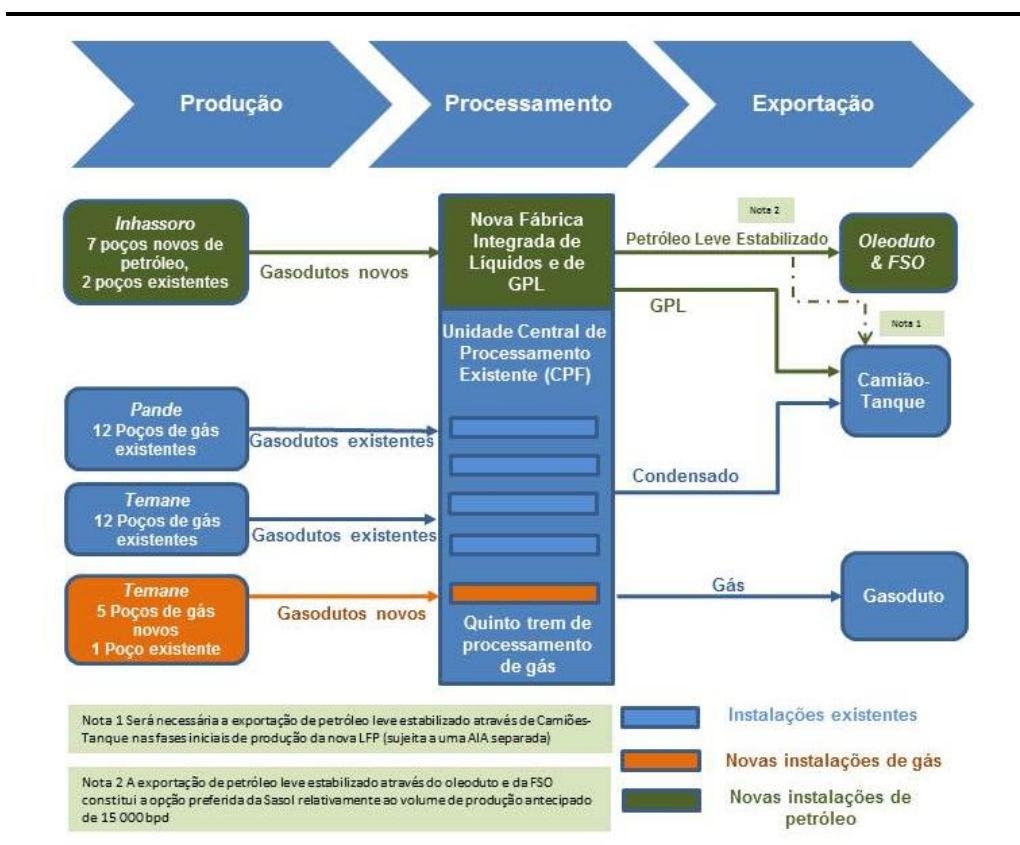 Produção
Processamento
Exportação
Inhassoro
7 poços novos de
petróleo,
2 poços existentes
Gasodutos novos
Nova Fábrica
Integrada de
Líquidos e de
GPL
Nota 2
Petróleo Leve Estabilizado
Oleoduto
& FSO
GPL
Nota 1
Unidade Central de
Processamento
Existente (CPF)
Camião-
Tanque
Pande
12 Poços de gás
existentes
Gasodutos existentes
Condensado
Temane
12 Poços de gás
existentes
Gasodutos existentes
Temane
5 Poços de gás
novos
1 Poço existente
Gasodutos novos
Quinto trem de
processamento
de gás
Gás
Gasoduto
Nota 1 Será necessária a exportação de petróleo leve estabilizado através de Camiões-
Tanque nas fases iniciais de produção da nova LFP (sujeita a uma AIA separada)
Nota 2 A exportação de petróleo leve estabilizado através do oleoduto e da FSO
constitui a opção preferida da Sasol relativamente ao volume de produção antecipado
de 15 000 bpd
Instalações existentes
Novas instalações de gás
Novas instalações de
petróleo